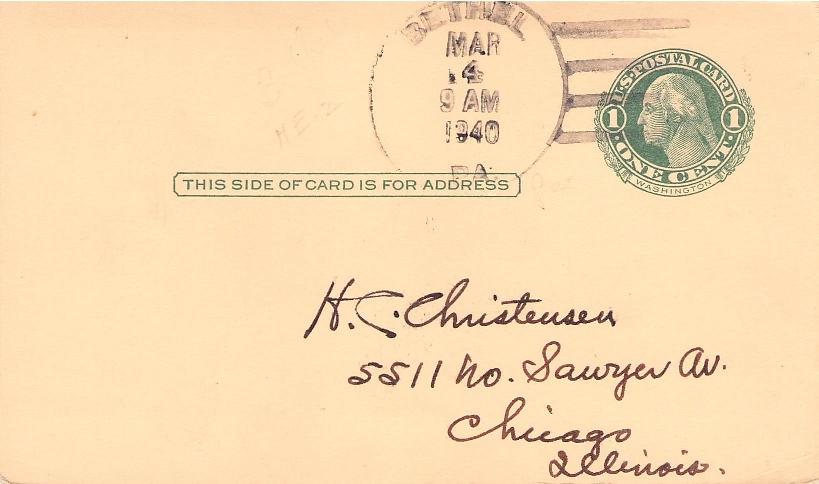 BETHEL
MAR
14
9 AM
1940
PA.
U.S. POSTAL CARD
1 1
ONE CENT
WASHINGTON
THIS SIDE OF CARD IS FOR ADDRESS
H. C. Christensen
5511 No. Sawyer Av.
Chicago
Illinois.